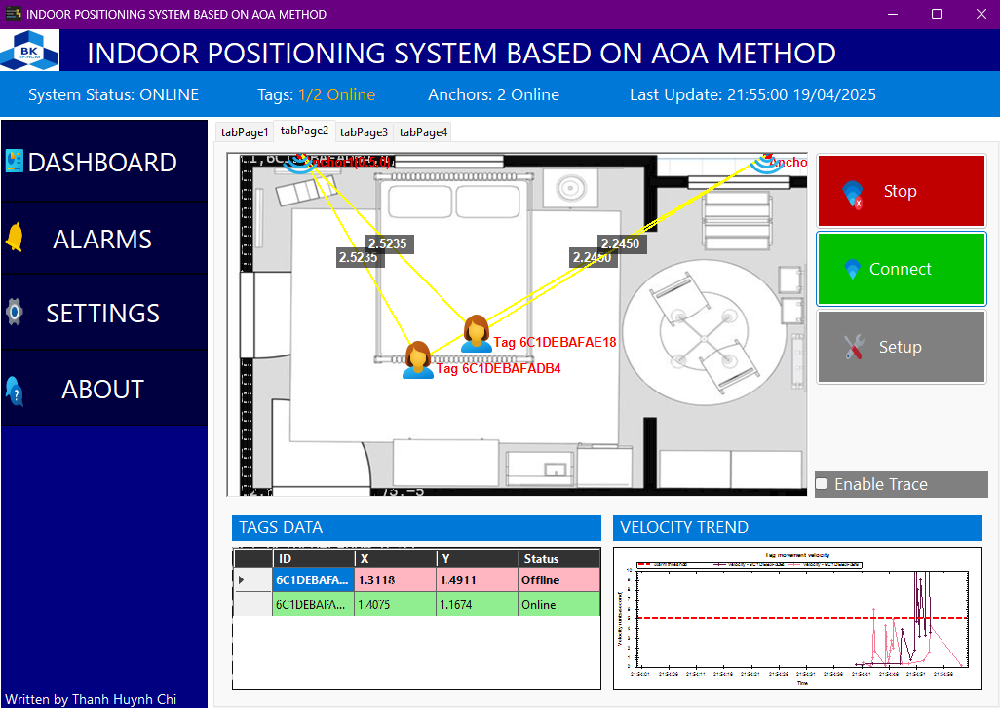 INDOOR POSITIONING SYSTEM BASED ON AOA METHOD
BK
TP.HCM
INDOOR POSITIONING SYSTEM BASED ON AOA METHOD
System Status: ONLINE Tags: 1/2 Online Anchors: 2 Online Last Update: 21:55:00 19/04/2025
DASHBOARD
ALARMS
SETTINGS
ABOUT
Written by Thanh Huynh Chi
tabPage1 tabPage2 tabPage3 tabPage4
Ancho
2.5235
2.5235
2.2450
2.2450
Tag 6C1DEBAFAE18
Tag 6C1DEBAFADB4
Stop
Connect
Setup
Enable Trace
TAGS DATA
ID X Y Status
6C1DEBAFA... 1.3118 1.4911 Offline
6C1DEBAFA... 1.4075 1.1674 Online
VELOCITY TREND
Tag movement velocity
Velocity (units/second)
Time